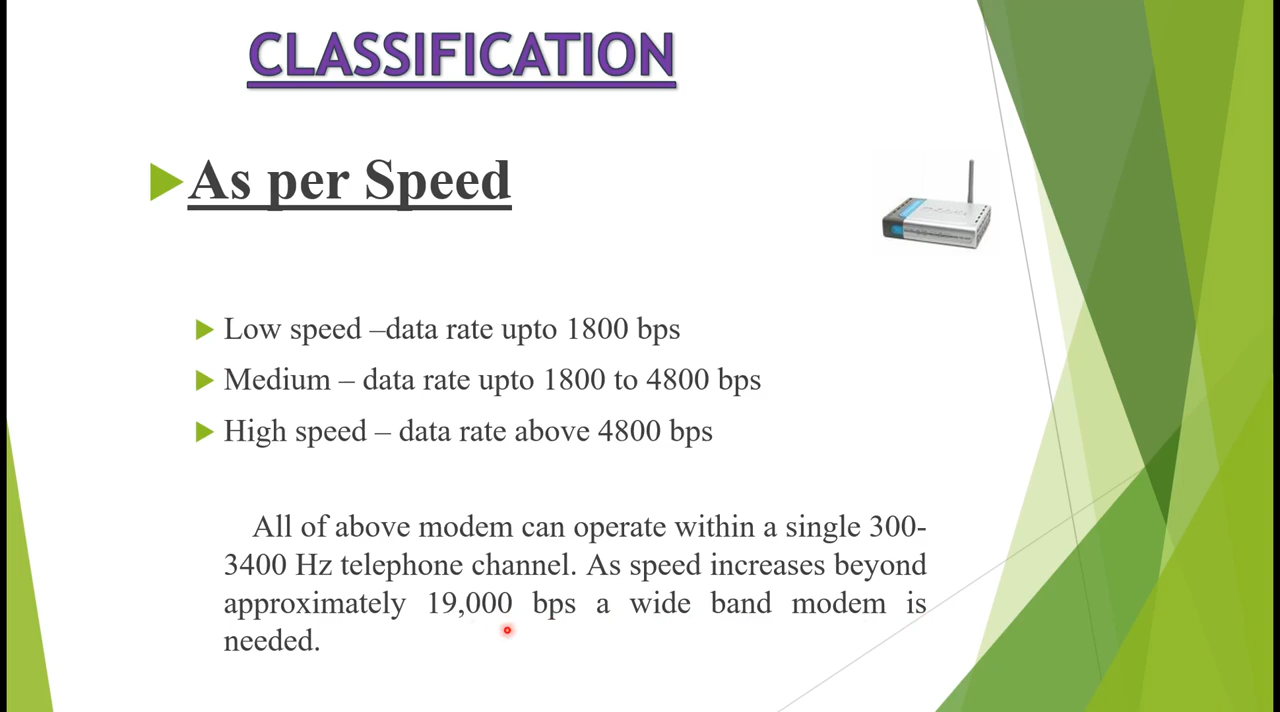 CLASSIFICATION
As per Speed
Low speed –data rate upto 1800 bps
Medium – data rate upto 1800 to 4800 bps
High speed – data rate above 4800 bps
All of above modem can operate within a single 300-
3400 Hz telephone channel. As speed increases beyond
approximately 19,000 bps a wide band modem is
needed.